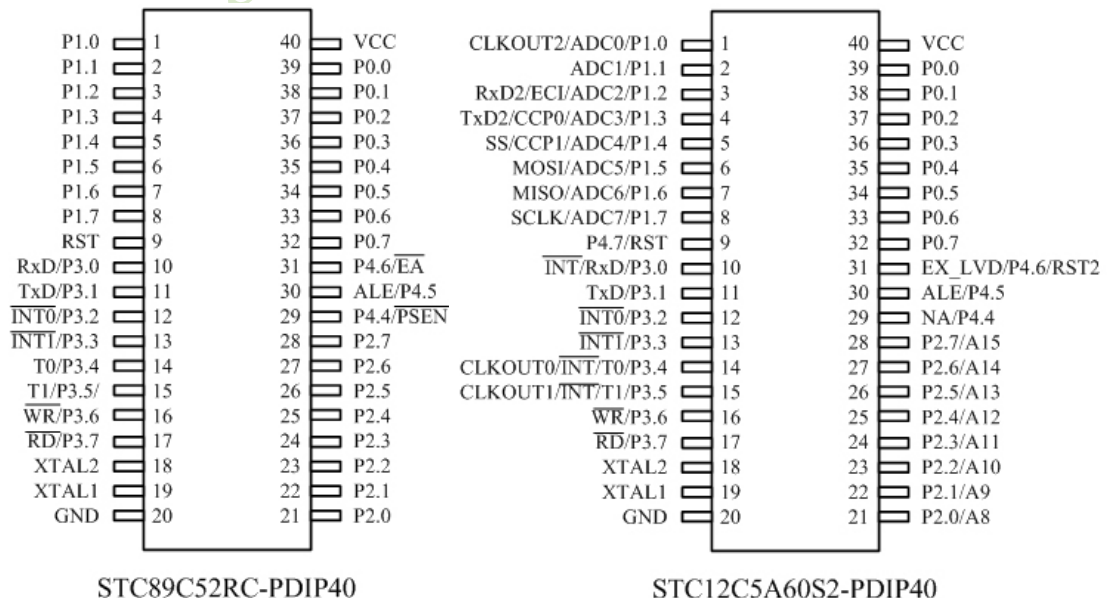 P1.0 1 40 VCC
P1.1 2 39 P0.0
P1.2 3 38 P0.1
P1.3 4 37 P0.2
P1.4 5 36 P0.3
P1.5 6 35 P0.4
P1.6 7 34 P0.5
P1.7 8 33 P0.6
RST 9 32 P0.7
RxD/P3.0 10 31 P4.6/EA
TxD/P3.1 11 30 ALE/P4.5
INT0/P3.2 12 29 P4.4/PSEN
INT1/P3.3 13 28 P2.7
T0/P3.4 14 27 P2.6
T1/P3.5/ 15 26 P2.5
WR/P3.6 16 25 P2.4
RD/P3.7 17 24 P2.3
XTAL2 18 23 P2.2
XTAL1 19 22 P2.1
GND 20 21 P2.0
STC89C52RC-PDIP40
CLKOUT2/ADC0/P1.0 1 40 VCC
ADC1/P1.1 2 39 P0.0
RxD2/ECI/ADC2/P1.2 3 38 P0.1
TxD2/CCP0/ADC3/P1.3 4 37 P0.2
SS/CCP1/ADC4/P1.4 5 36 P0.3
MOSI/ADC5/P1.5 6 35 P0.4
MISO/ADC6/P1.6 7 34 P0.5
SCLK/ADC7/P1.7 8 33 P0.6
P4.7/RST 9 32 P0.7
INT/RxD/P3.0 10 31 EX_LVD/P4.6/RST2
TxD/P3.1 11 30 ALE/P4.5
INT0/P3.2 12 29 NA/P4.4
INT1/P3.3 13 28 P2.7/A15
CLKOUT0/INT/T0/P3.4 14 27 P2.6/A14
CLKOUT1/INT/T1/P3.5 15 26 P2.5/A13
WR/P3.6 16 25 P2.4/A12
RD/P3.7 17 24 P2.3/A11
XTAL2 18 23 P2.2/A10
XTAL1 19 22 P2.1/A9
GND 20 21 P2.0/A8
STC12C5A60S2-PDIP40